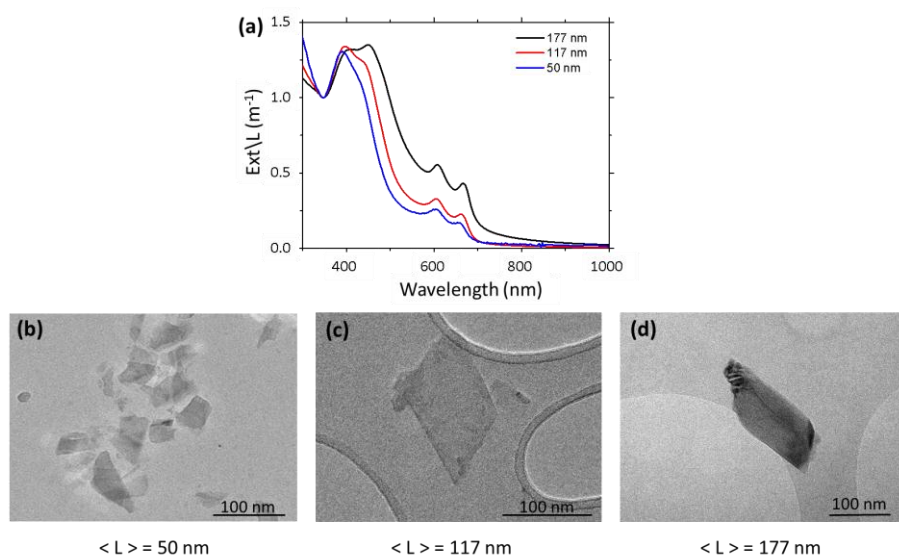 (a)
1.5
1.0
0.5
0.0
Ext\L (m⁻¹)
177 nm
117 nm
50 nm
400 600 800 1000
Wavelength (nm)
(b)
100 nm
(c)
100 nm
(d)
100 nm
< L > = 50 nm
< L > = 117 nm
< L > = 177 nm